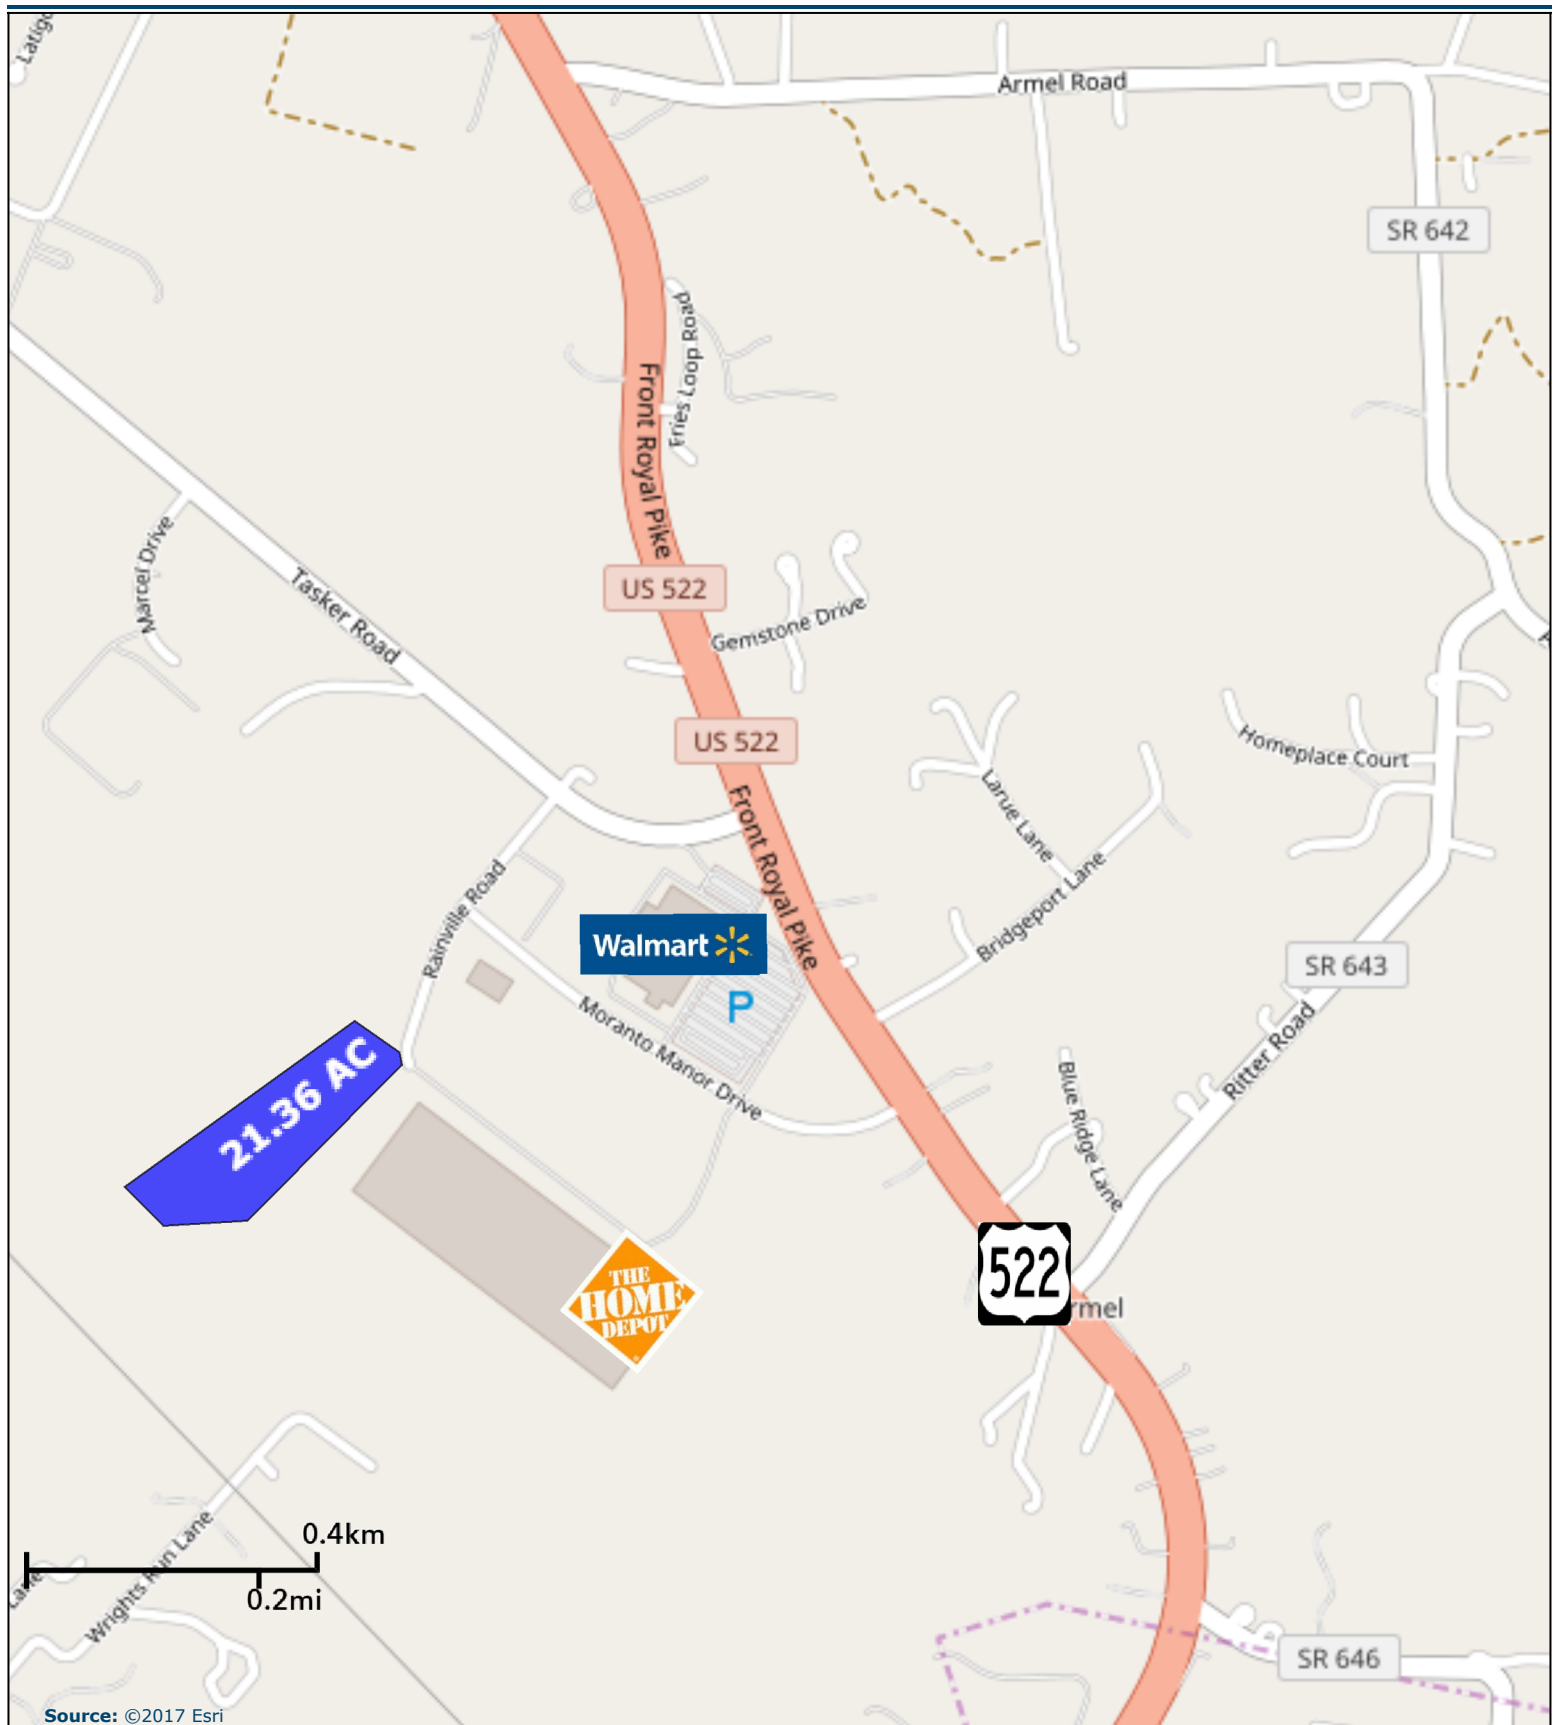 Armel Road
SR 642
Fries Loop Road
Front Royal Pike
US 522
Marcel Drive
Tasker Road
Gemstone Drive
US 522
Homeplace Court
Larue Lane
Front Royal Pike
Bridgeport Lane
Rainville Road
Walmart
SR 643
P
Moranto Manor Drive
21.36 AC
Ritter Road
Blue Ridge Lane
522
THE
HOME
DEPOT
0.4km
0.2mi
Wrights Run Lane
Lane
SR 646
Source: ©2017 Esri